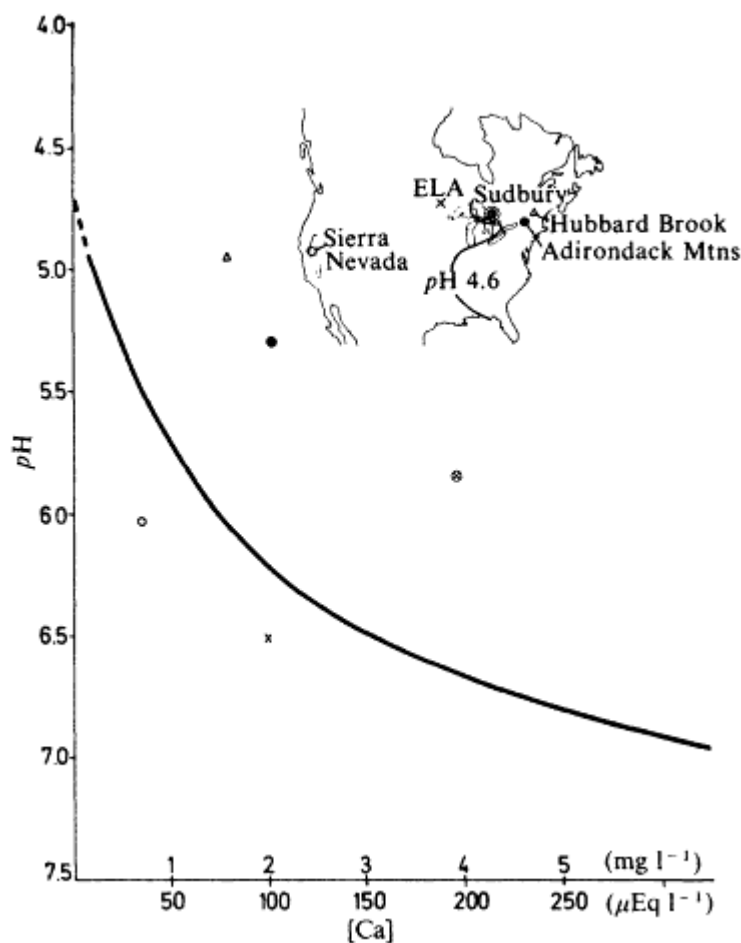 4.0
4.5
ELA
Sudbury
Hubbard Brook
Sierra
Adirondack Mtns
Nevada
5.0
pH 4.6
5.5
pH
6.0
6.5
7.0
1 2 3 4 5 (mg l⁻¹)
7.5
50 100 150 200 250 (μEq l⁻¹)
[Ca]